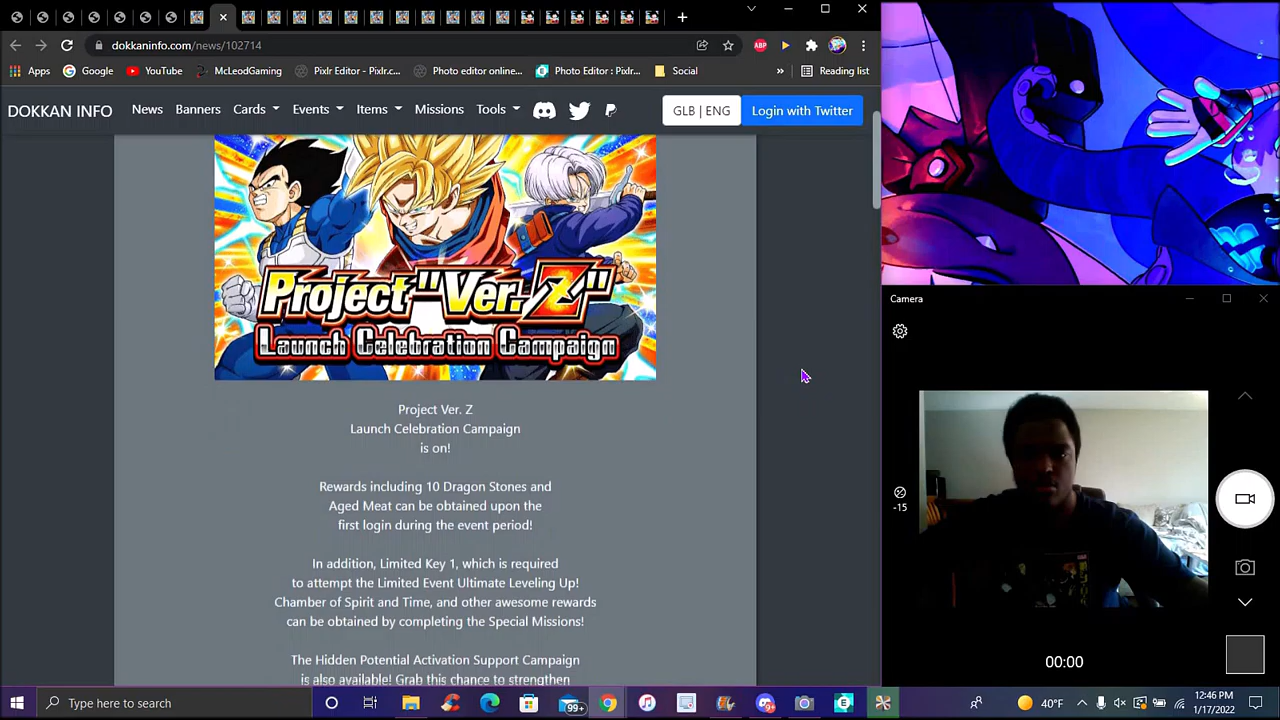 dokkaninfo.com/news/102714
ABP
Apps
Google
YouTube
McLeodGaming
Pixlr Editor - Pixlr.c...
Photo editor online...
Photo Editor : Pixlr...
Social
»
Reading list
DOKKAN INFO
News
Banners
Cards
Events
Items
Missions
Tools
GLB | ENG
Login with Twitter
Project "Ver. Z"
Launch Celebration Campaign
Project Ver. Z
Launch Celebration Campaign
is on!
Rewards including 10 Dragon Stones and
Aged Meat can be obtained upon the
first login during the event period!
In addition, Limited Key 1, which is required
to attempt the Limited Event Ultimate Leveling Up!
Chamber of Spirit and Time, and other awesome rewards
can be obtained by completing the Special Missions!
The Hidden Potential Activation Support Campaign
is also available! Grab this chance to strengthen
Camera
-15
00:00
Type here to search
99+
40°F
12:46 PM
1/17/2022